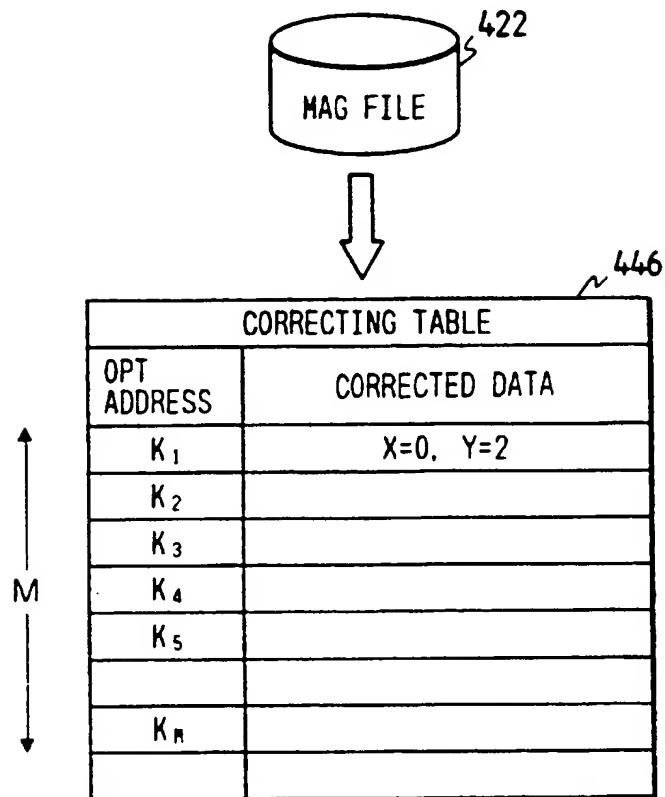 422
MAG FILE
446
CORRECTING TABLE
OPT ADDRESS
CORRECTED DATA
K₁ X=0, Y=2
K₂
K₃
K₄
K₅
M
Kₘ